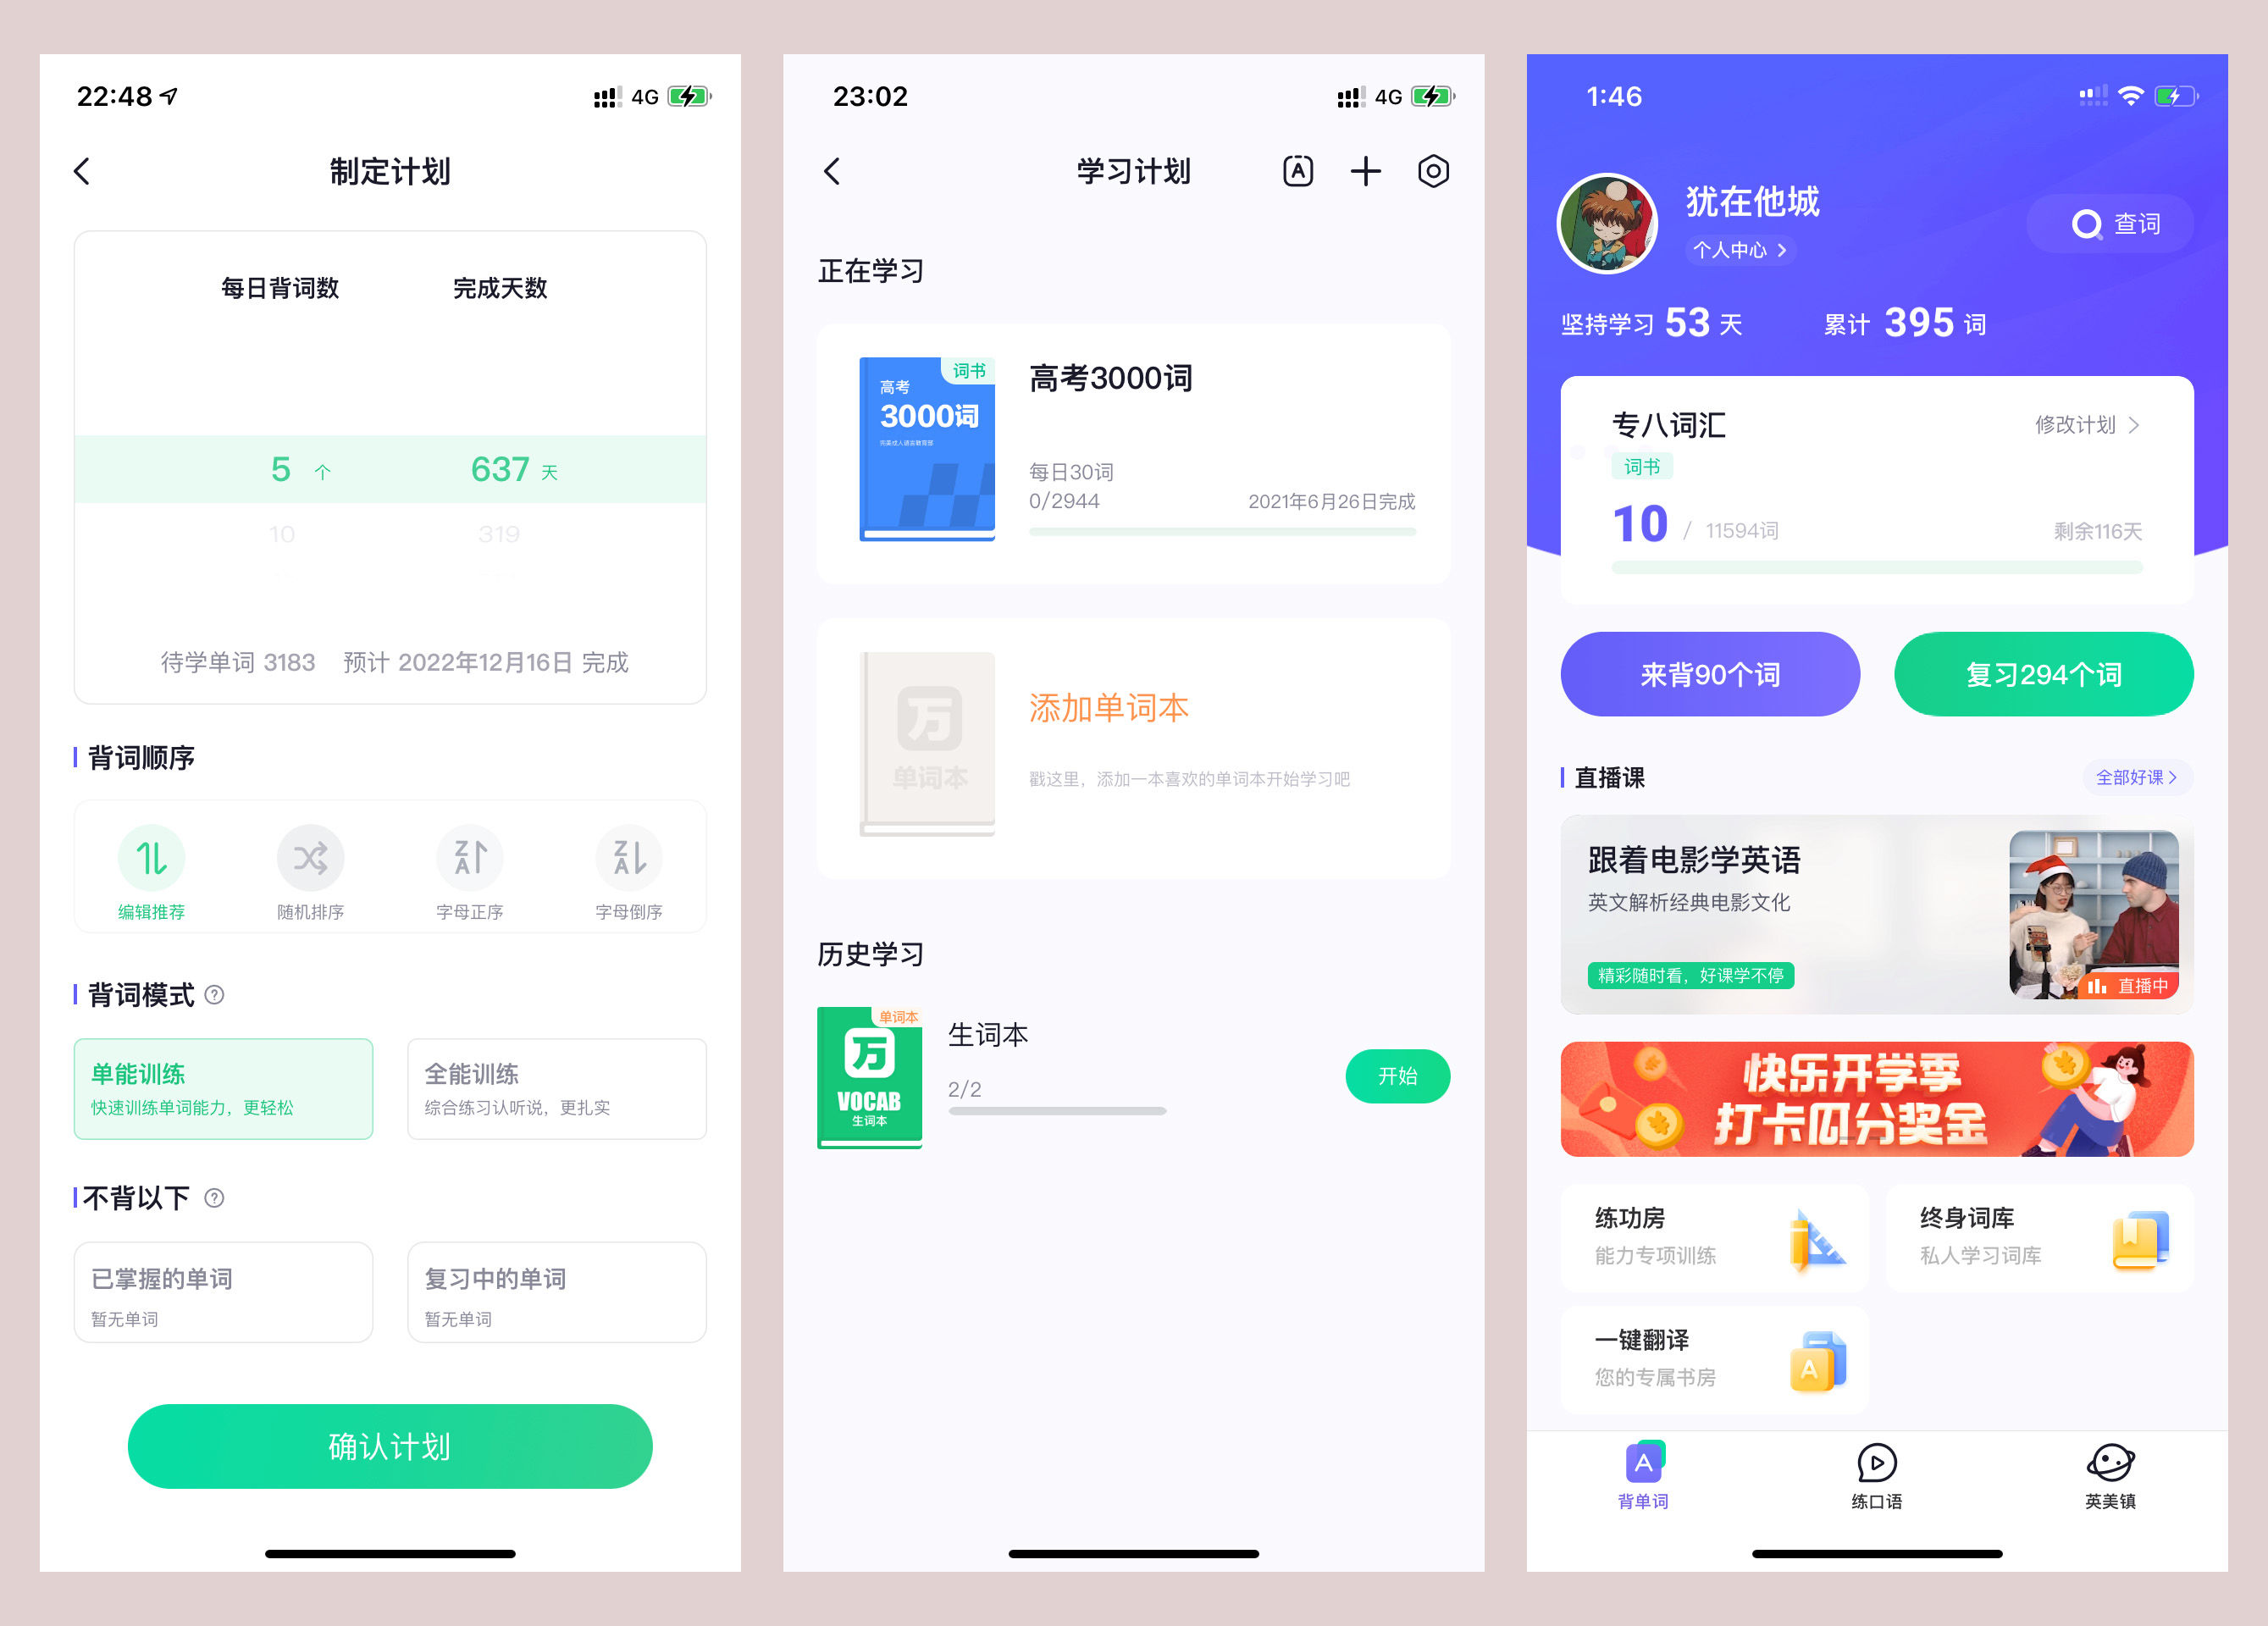 22:48
4G
制定计划
每日背词数 完成天数
5 个 637 天
10 319
待学单词 3183 预计 2022年12月16日 完成
背词顺序
编辑推荐 随机排序 字母正序 字母倒序
背词模式
单能训练
快速训练单词能力，更轻松
全能训练
综合练习认听说，更扎实
不背以下
已掌握的单词
暂无单词
复习中的单词
暂无单词
确认计划
23:02
4G
学习计划
正在学习
词书
高考
3000词
高考3000词
每日30词
0/2944 2021年6月26日完成
万
单词本
添加单词本
戳这里，添加一本喜欢的单词本开始学习吧
历史学习
单词本
万
VOCAB
生词本
生词本
2/2
开始
1:46
犹在他城
个人中心
查词
坚持学习 53 天 累计 395 词
专八词汇 修改计划
词书
10 / 11594词 剩余116天
来背90个词 复习294个词
直播课 全部好课
跟着电影学英语
英文解析经典电影文化
精彩随时看，好课学不停
直播中
快乐开学季
打卡瓜分奖金
练功房
能力专项训练
终身词库
私人学习词库
一键翻译
您的专属书房
背单词 练口语 英美镇